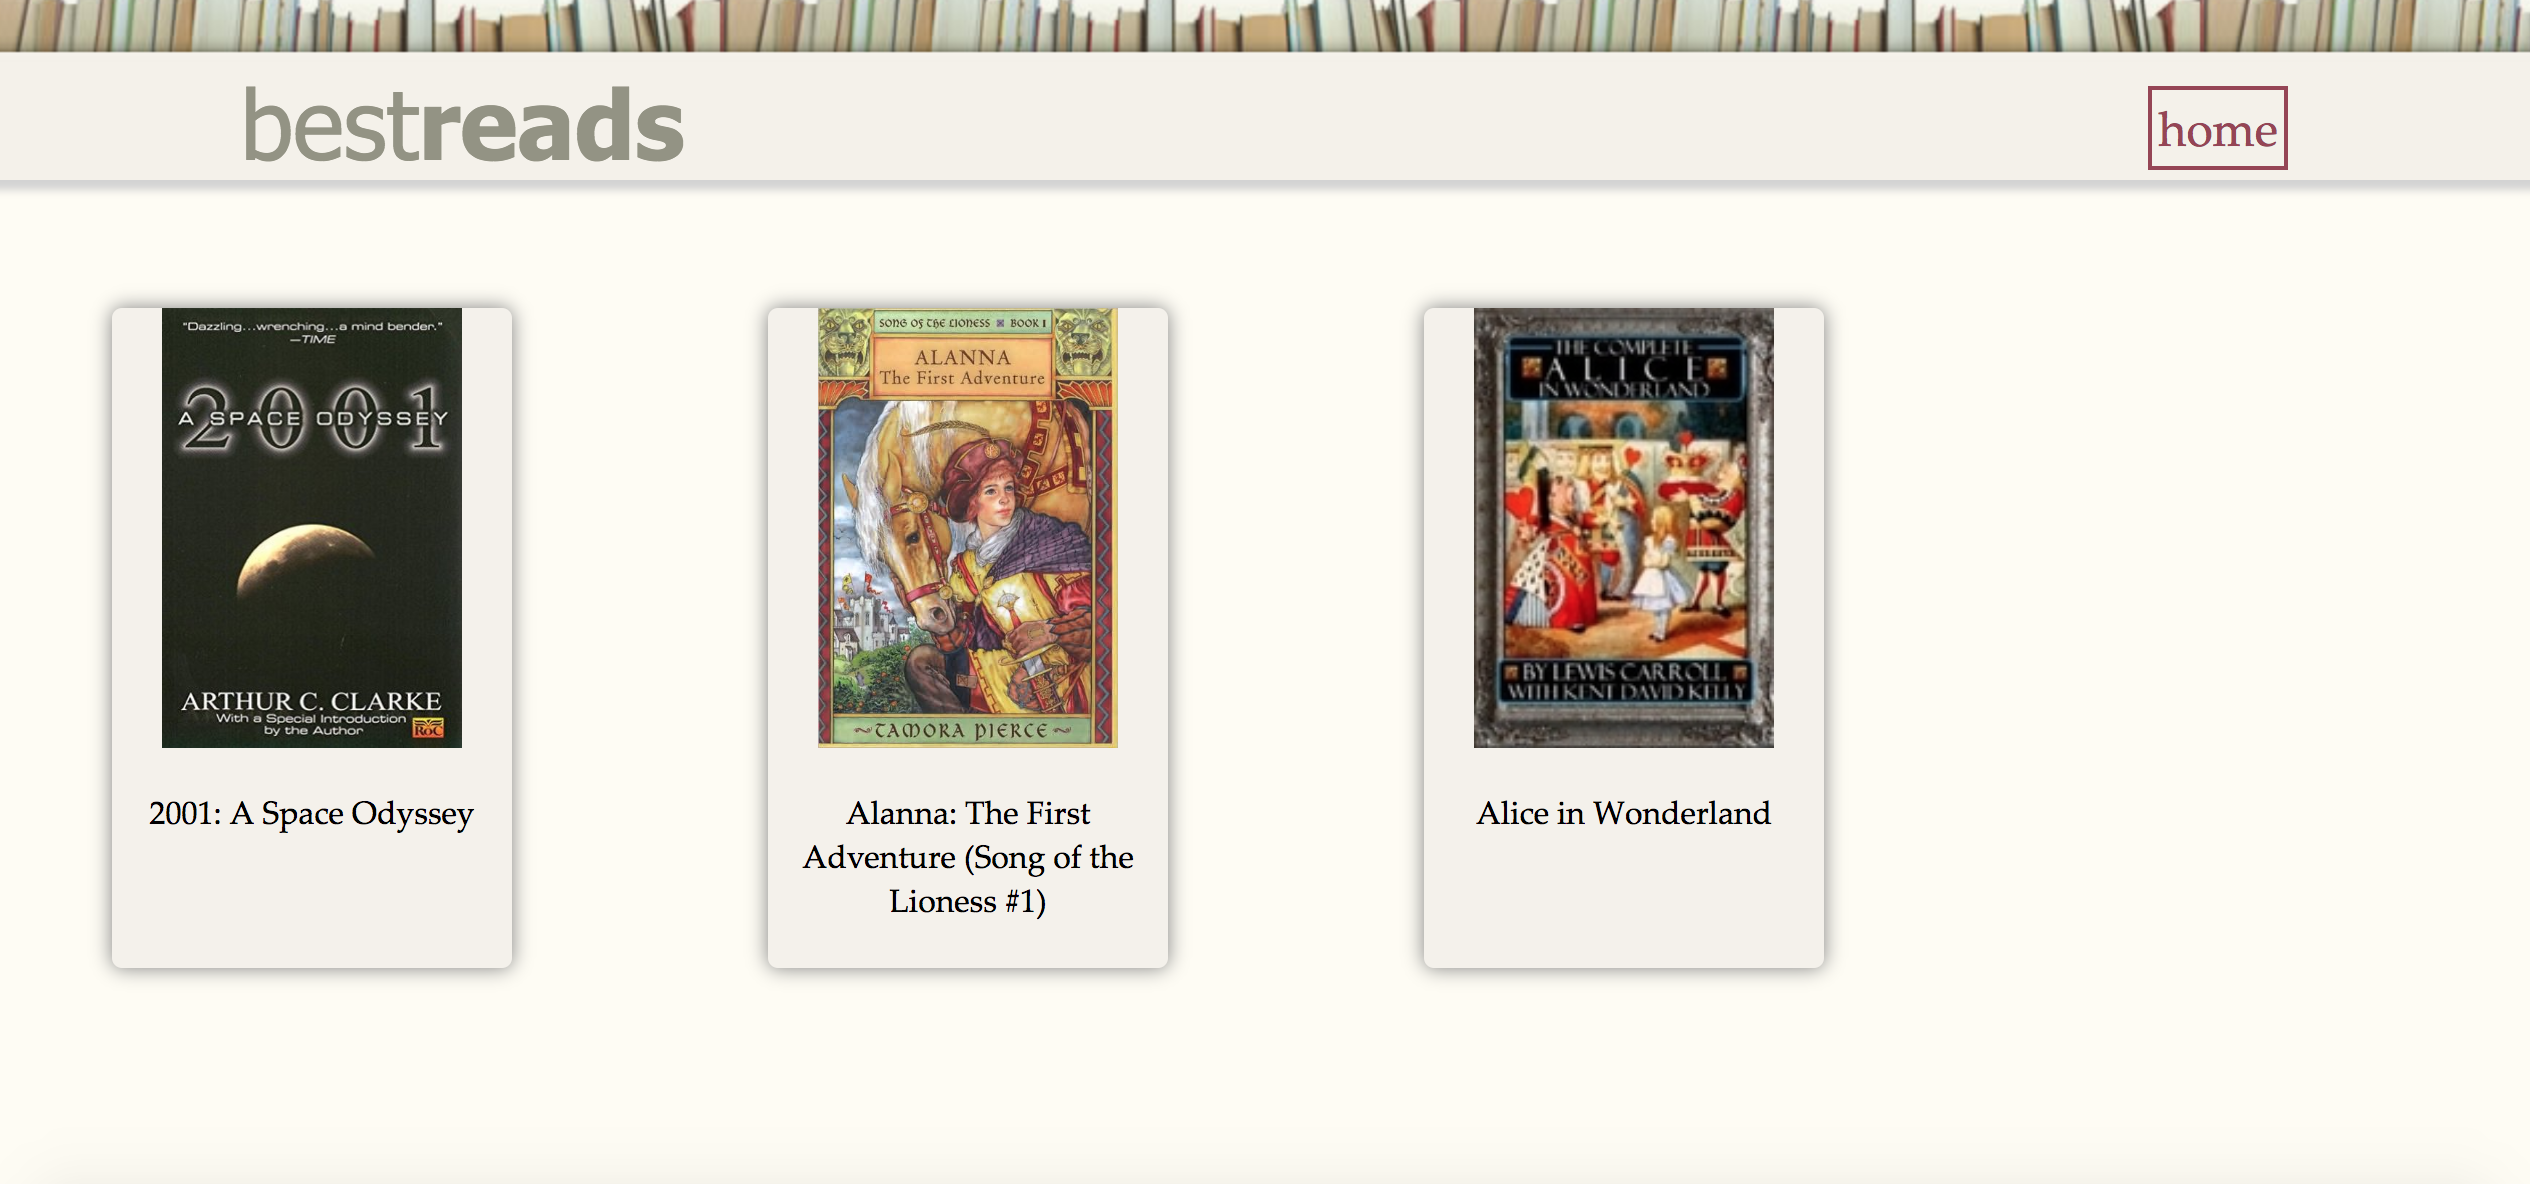 bestreads
home
"Dazzling...wrenching...a mind bender."
—TIME
2001
A SPACE ODYSSEY
ARTHUR C. CLARKE
With a Special Introduction
by the Author
ROC
2001: A Space Odyssey
SONG OF THE LIONESS BOOK 1
ALANNA
The First Adventure
~TAMORA PIERCE~
Alanna: The First
Adventure (Song of the
Lioness #1)
THE COMPLETE
ALICE
IN WONDERLAND
BY LEWIS CARROLL
WITH KENT DAVID KELLY
Alice in Wonderland